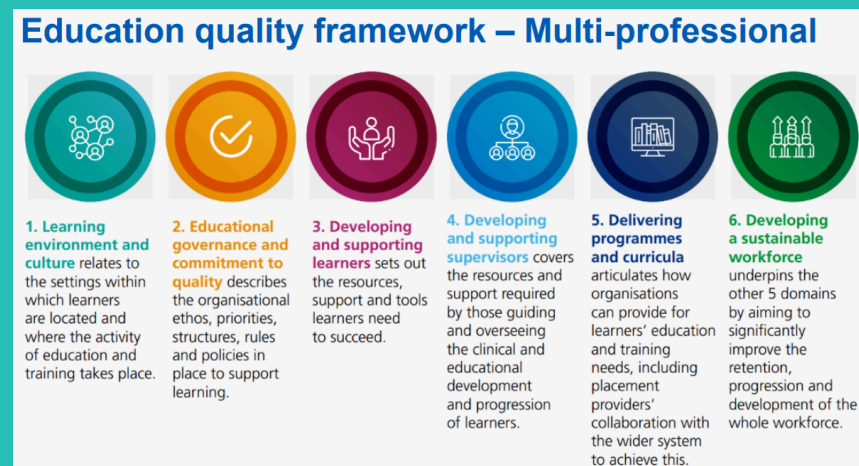 Education quality framework – Multi-professional
1. Learning
environment and
culture relates to
the settings within
which learners
are located and
where the activity
of education and
training takes place.
2. Educational
governance and
commitment to
quality describes
the organisational
ethos, priorities,
structures, rules
and policies in
place to support
learning.
3. Developing
and supporting
learners sets out
the resources,
support and tools
learners need
to succeed.
4. Developing
and supporting
supervisors covers
the resources and
support required
by those guiding
and overseeing
the clinical and
educational
development
and progression
of learners.
5. Delivering
programmes
and curricula
articulates how
organisations
can provide for
learners’ education
and training
needs, including
placement
providers’
collaboration with
the wider system
to achieve this.
6. Developing
a sustainable
workforce
underpins the
other 5 domains
by aiming to
significantly
improve the
retention,
progression and
development of the
whole workforce.